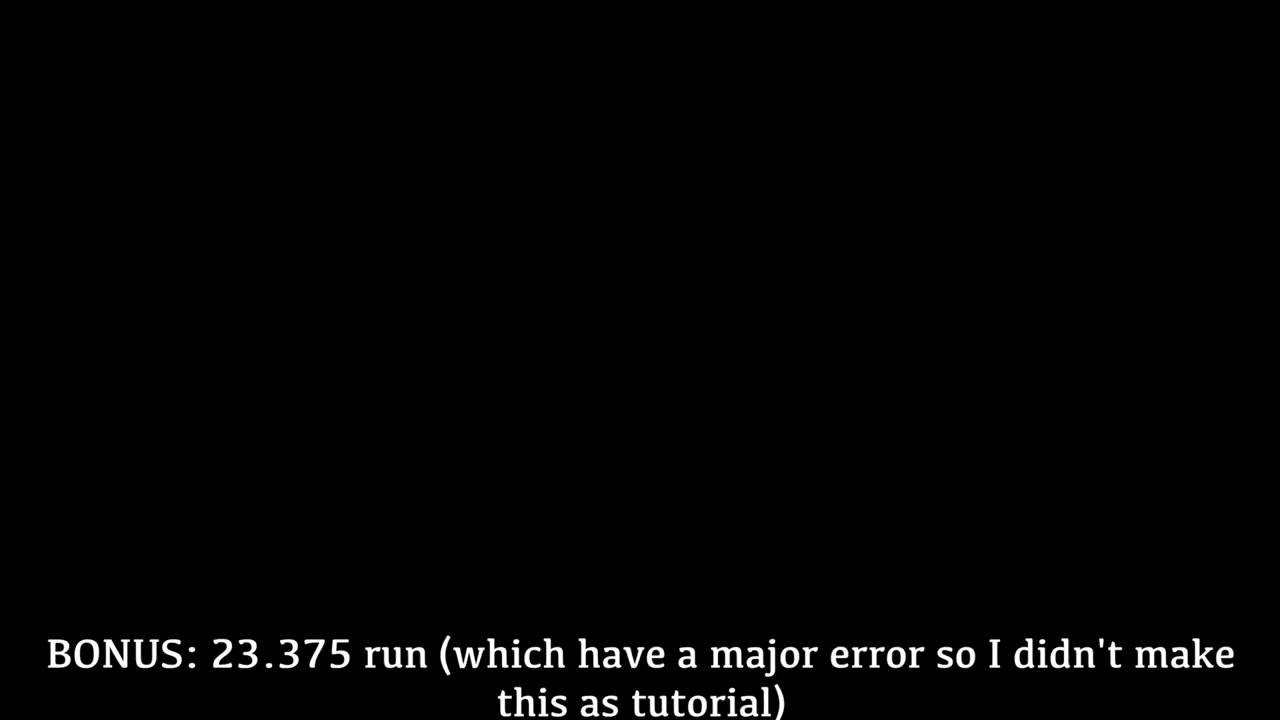 BONUS: 23.375 run (which have a major error so I didn't make
this as tutorial)